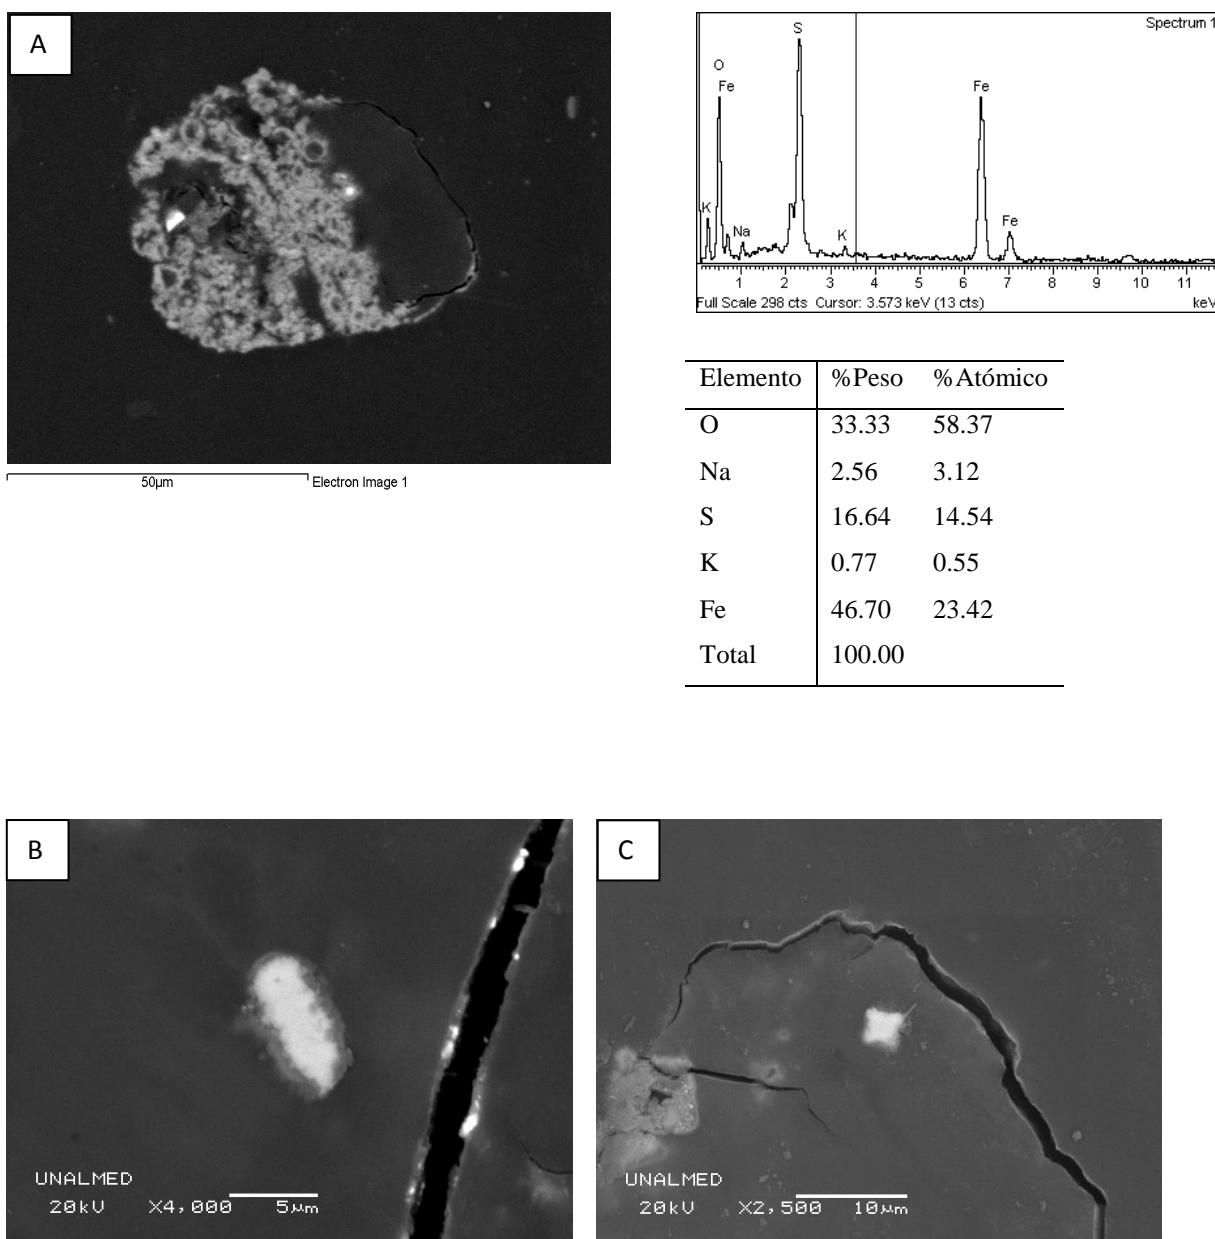 A
50µm
Electron Image 1
Spectrum 1
S
O
Fe
Fe
K
Na
K
Fe
1 2 3 4 5 6 7 8 9 10 11
Full Scale 298 cts Cursor: 3.573 keV (13 cts)
keV
Elemento %Peso %Atómico
O 33.33 58.37
Na 2.56 3.12
S 16.64 14.54
K 0.77 0.55
Fe 46.70 23.42
Total 100.00
B
UNALMED
20kV X4,000 5µm
C
UNALMED
20kV X2,500 10µm